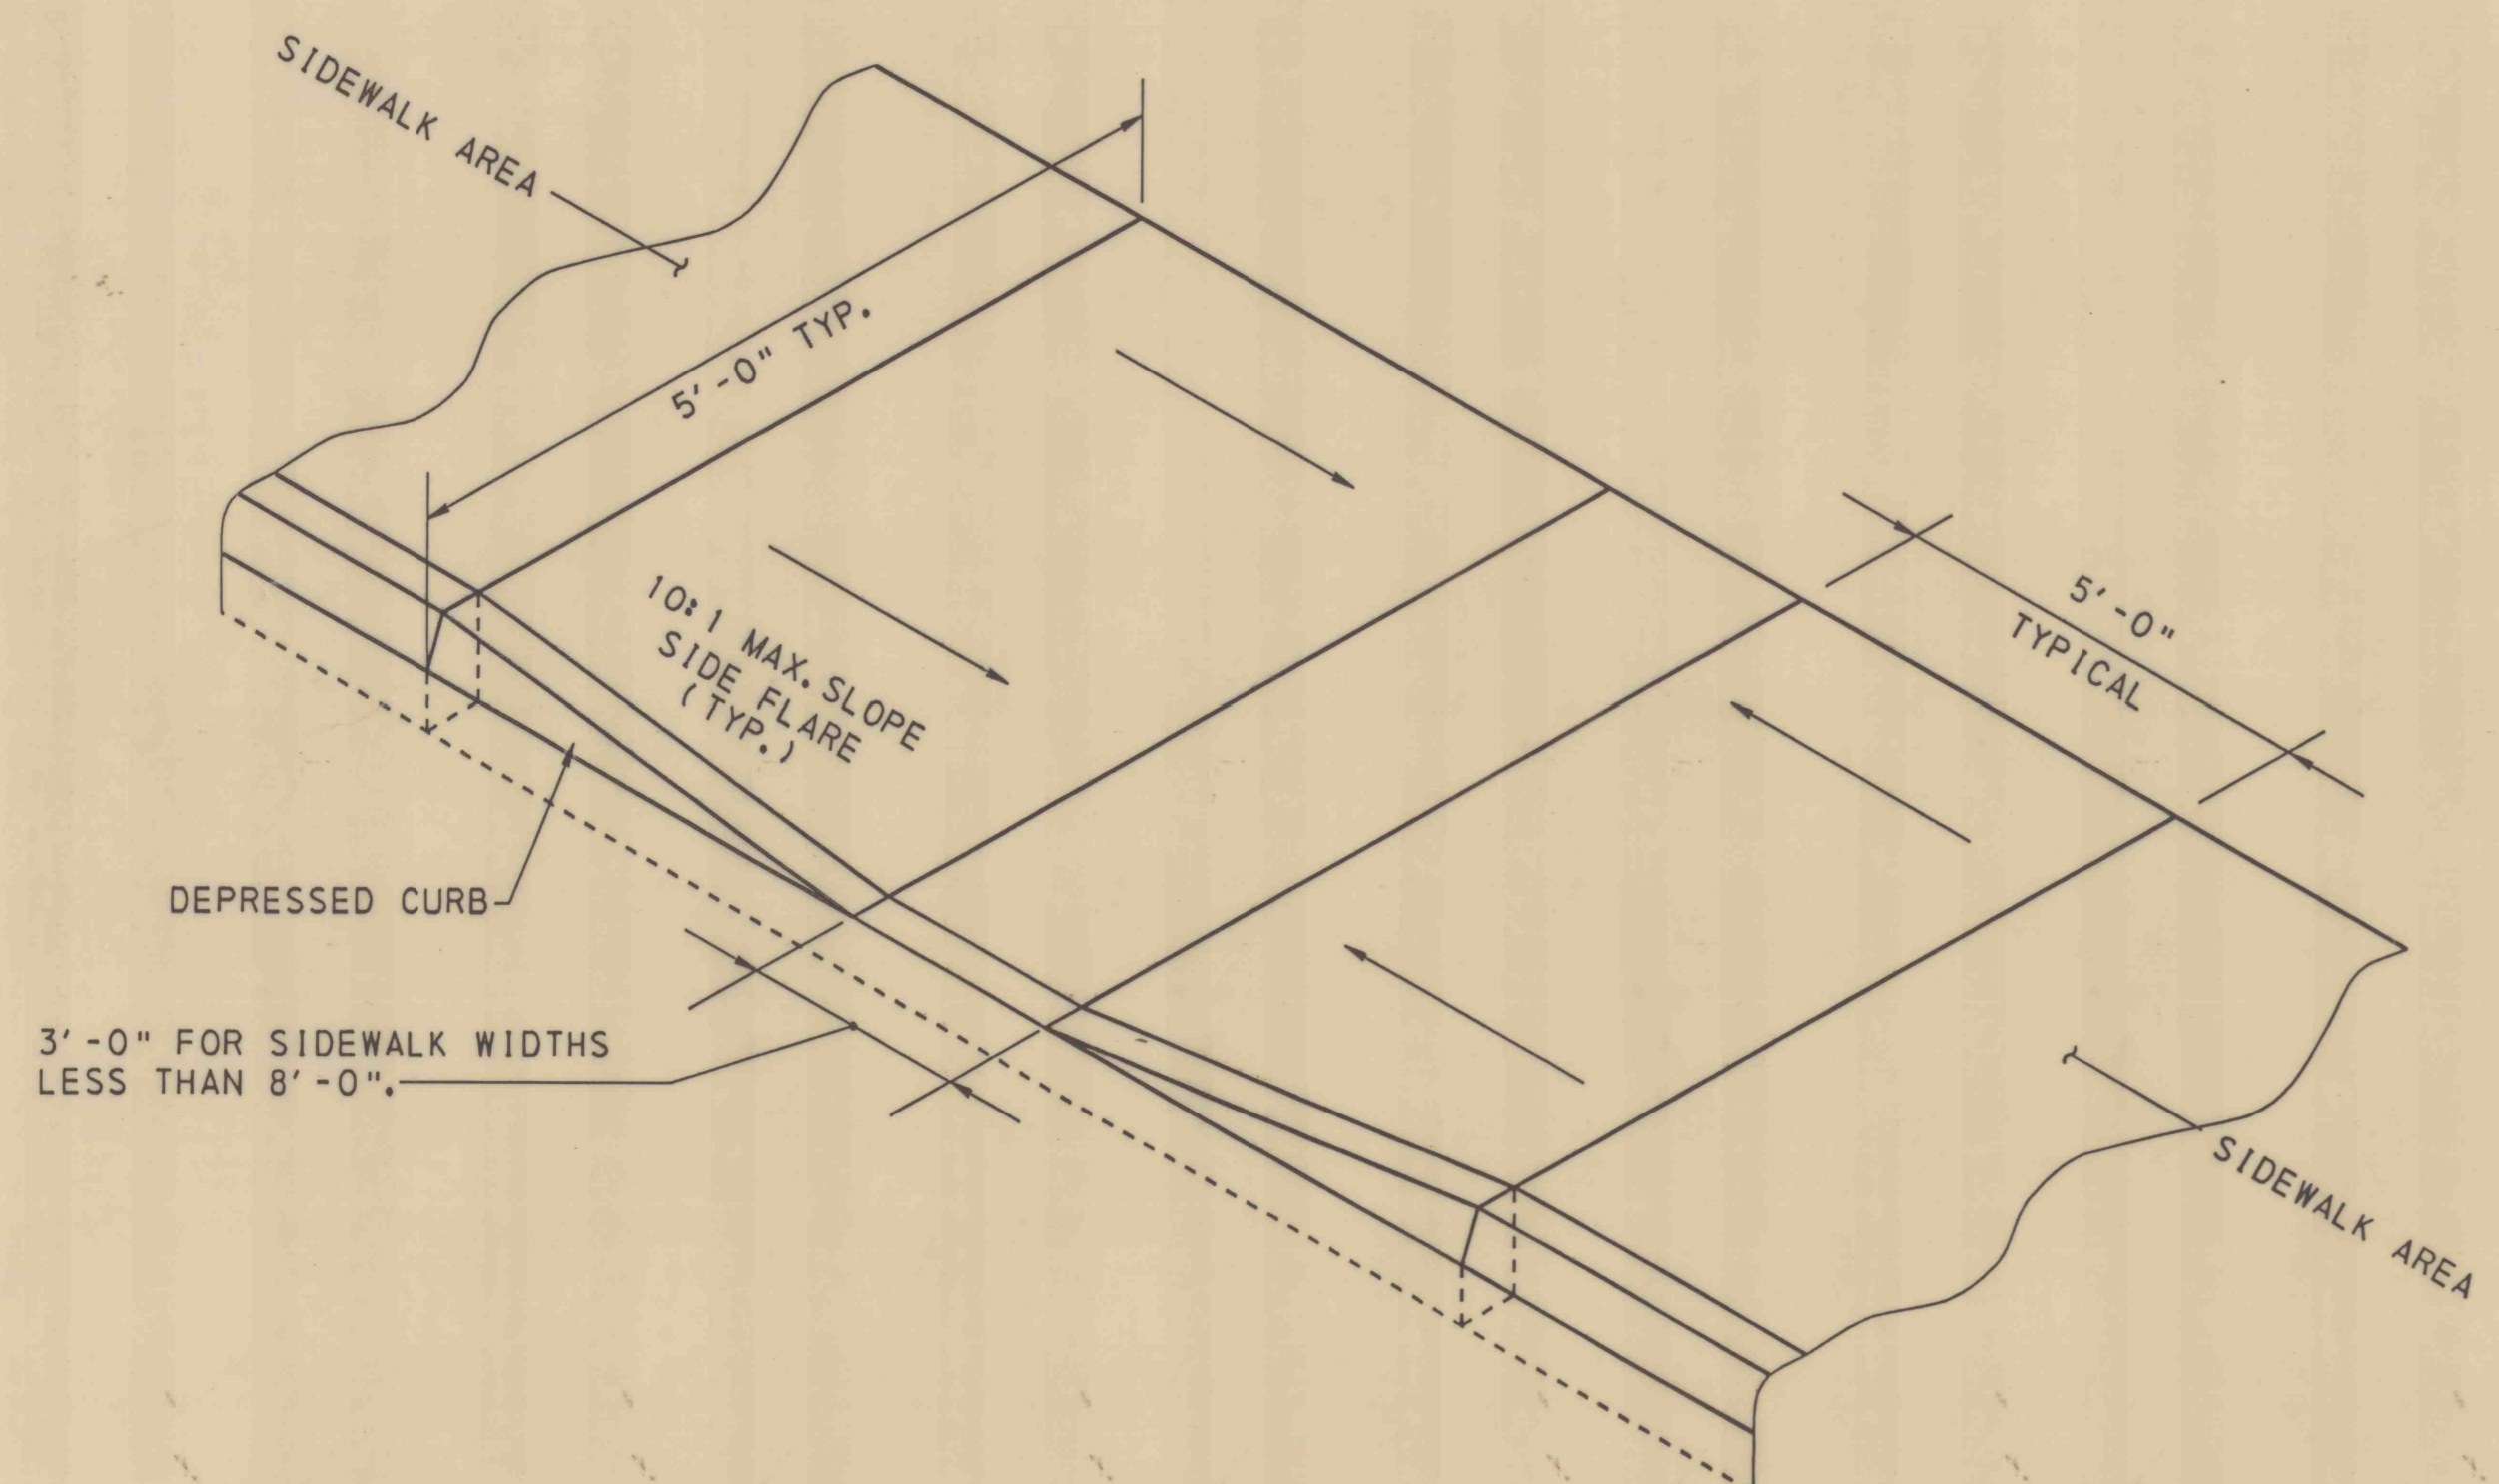 SIDEWALK AREA
5'-0" TYP.
10:1 MAX. SLOPE
SIDE FLARE
(TYP.)
5'-0"
TYPICAL
DEPRESSED CURB
3'-0" FOR SIDEWALK WIDTHS
LESS THAN 8'-0".
SIDEWALK AREA